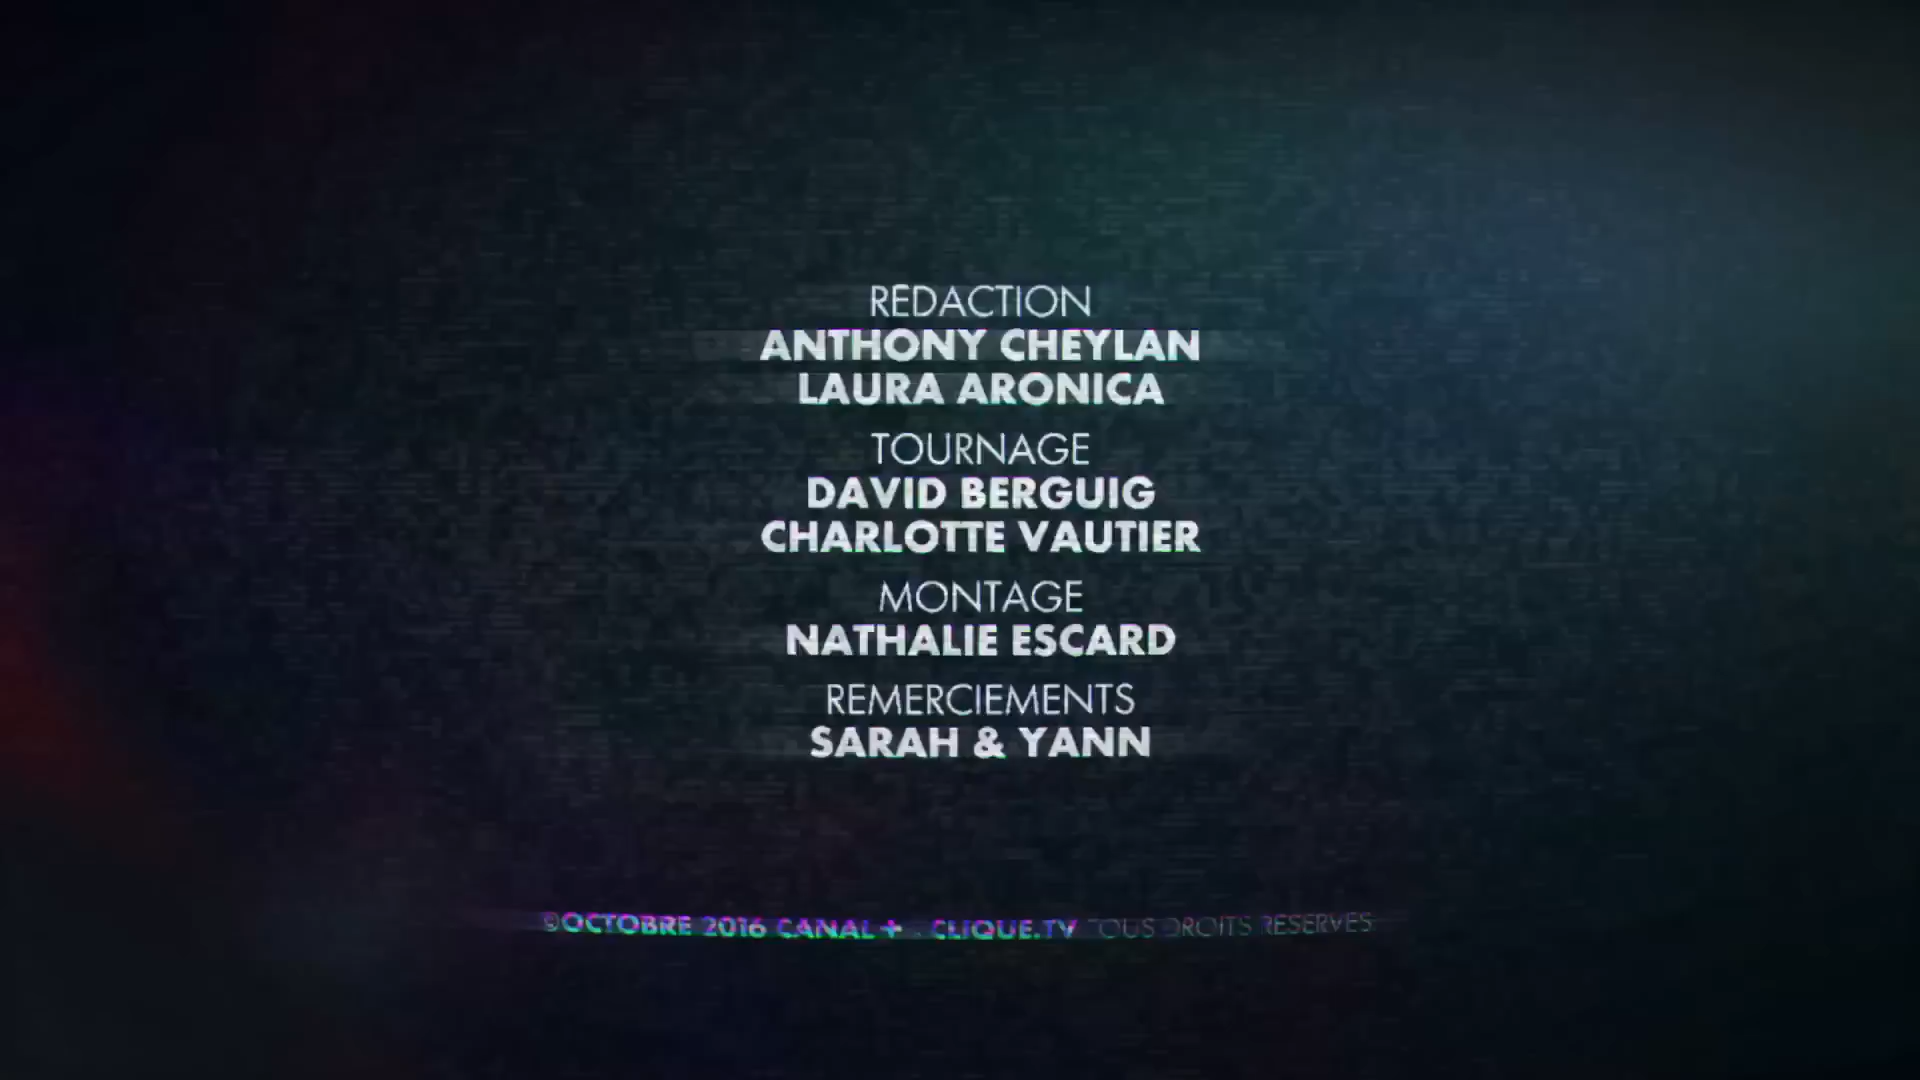 REDACTION
ANTHONY CHEYLAN
LAURA ARONICA
TOURNAGE
DAVID BERGUIG
CHARLOTTE VAUTIER
MONTAGE
NATHALIE ESCARD
REMERCIEMENTS
SARAH & YANN
©OCTOBRE 2016 CANAL+ - CLIQUE.TV TOUS DROITS RESERVES